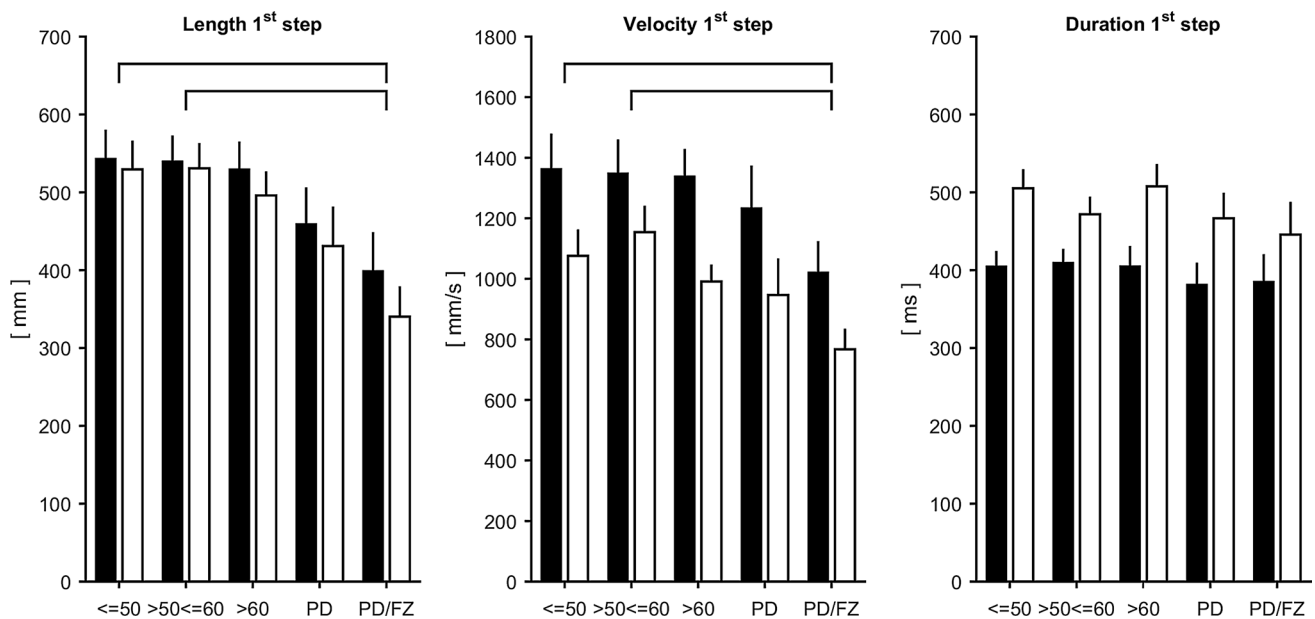 Length 1st step
700
600
500
400
300
200
100
0
[ mm ]
<=50 >50<=60 >60 PD PD/FZ
Velocity 1st step
1800
1600
1400
1200
1000
800
600
400
200
0
[ mm/s ]
<=50 >50<=60 >60 PD PD/FZ
Duration 1st step
700
600
500
400
300
200
100
0
[ ms ]
<=50 >50<=60 >60 PD PD/FZ